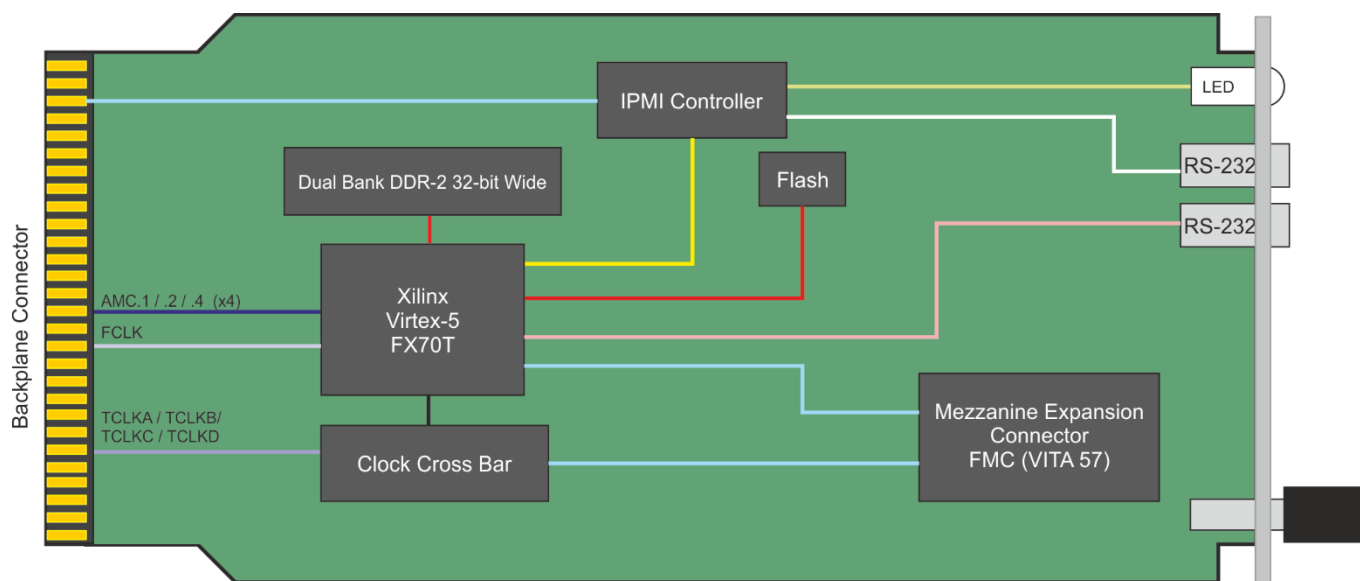 IPMI Controller
LED
RS-232
Dual Bank DDR-2 32-bit Wide
Flash
RS-232
Backplane Connector
AMC.1 / .2 / .4 (x4)
FCLK
Xilinx
Virtex-5
FX70T
TCLKA / TCLKB/
TCLKC / TCLKD
Clock Cross Bar
Mezzanine Expansion
Connector
FMC (VITA 57)